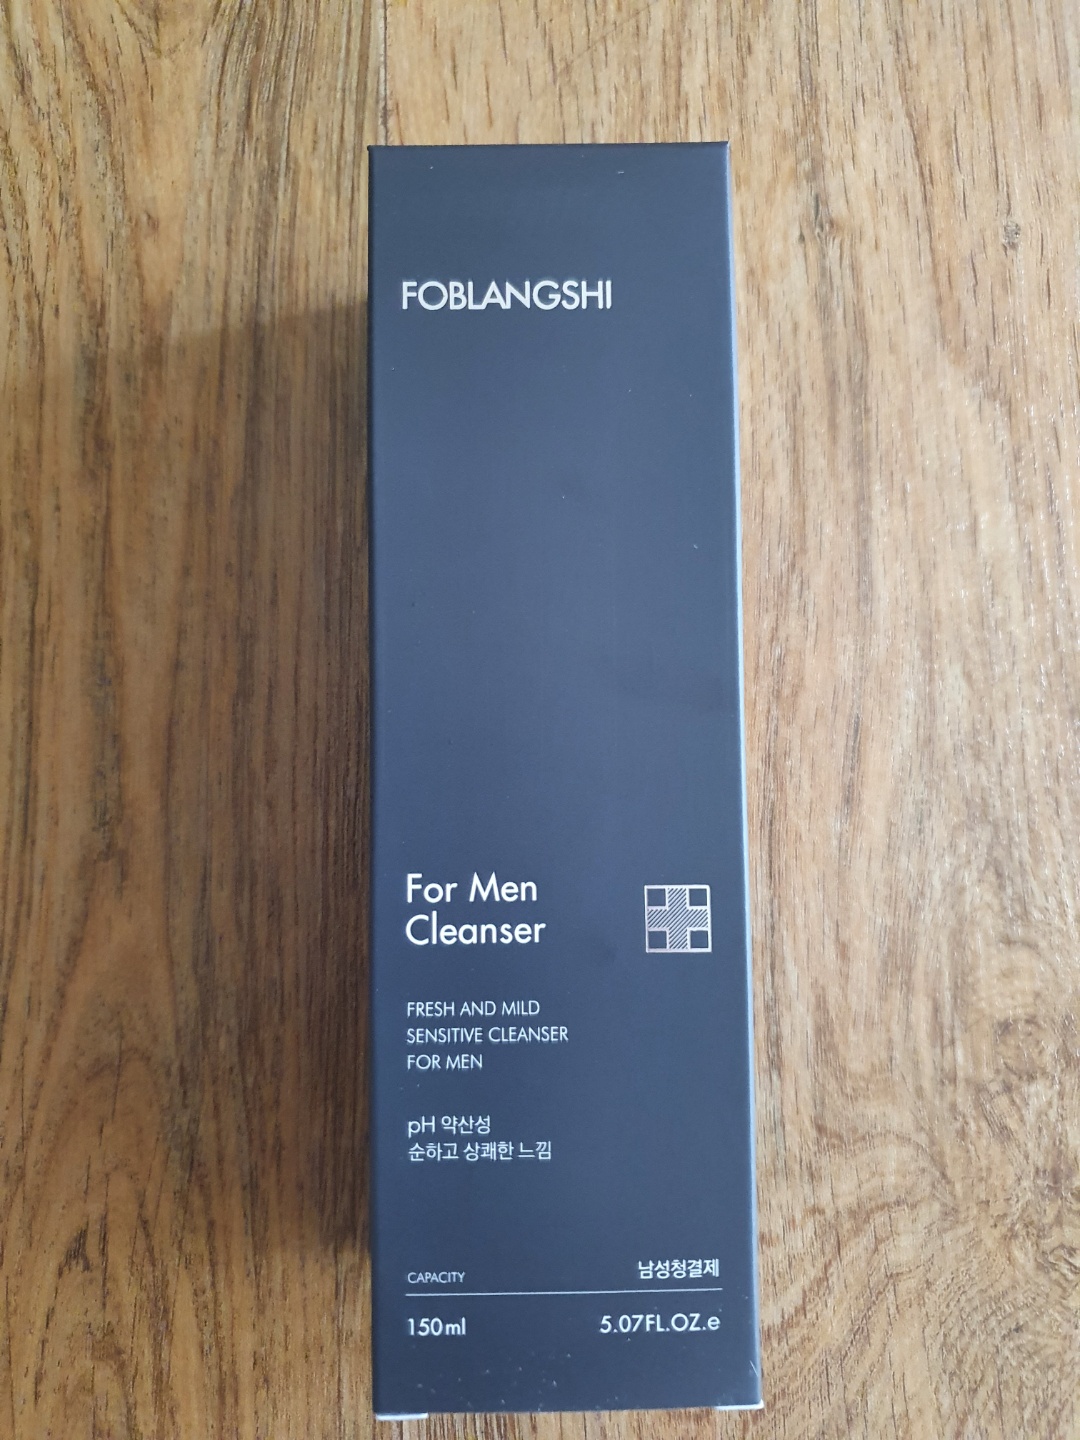 FOBLANGSHI
For Men
Cleanser
FRESH AND MILD
SENSITIVE CLEANSER
FOR MEN
pH 약산성
순하고 상쾌한 느낌
CAPACITY 남성청결제
150ml 5.07FL.OZ.e